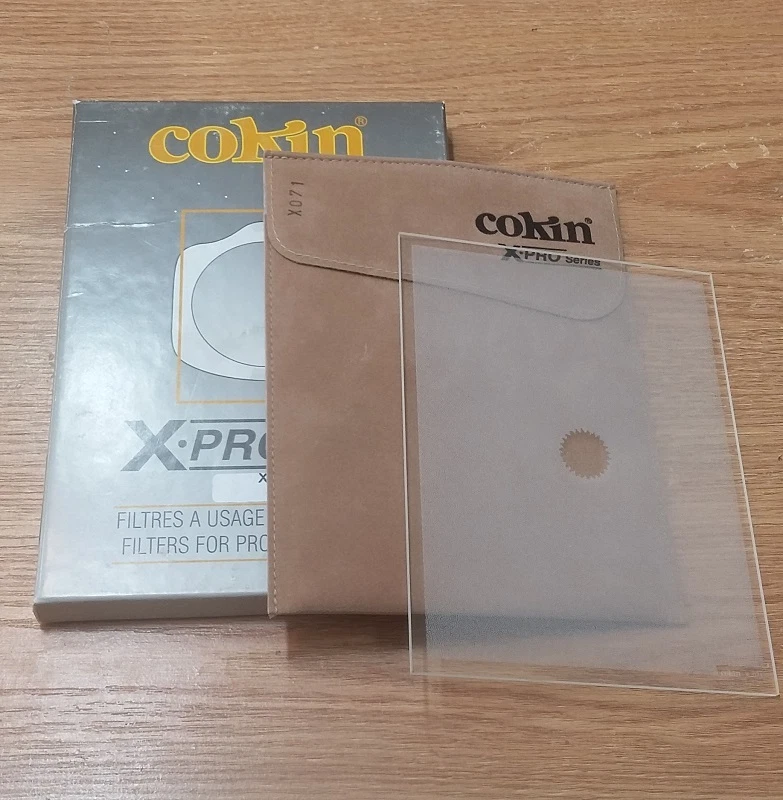 cokin®
X•PRO
X
FILTRES A USAGE
FILTERS FOR PRO
X071
cokin®
X•PRO Series